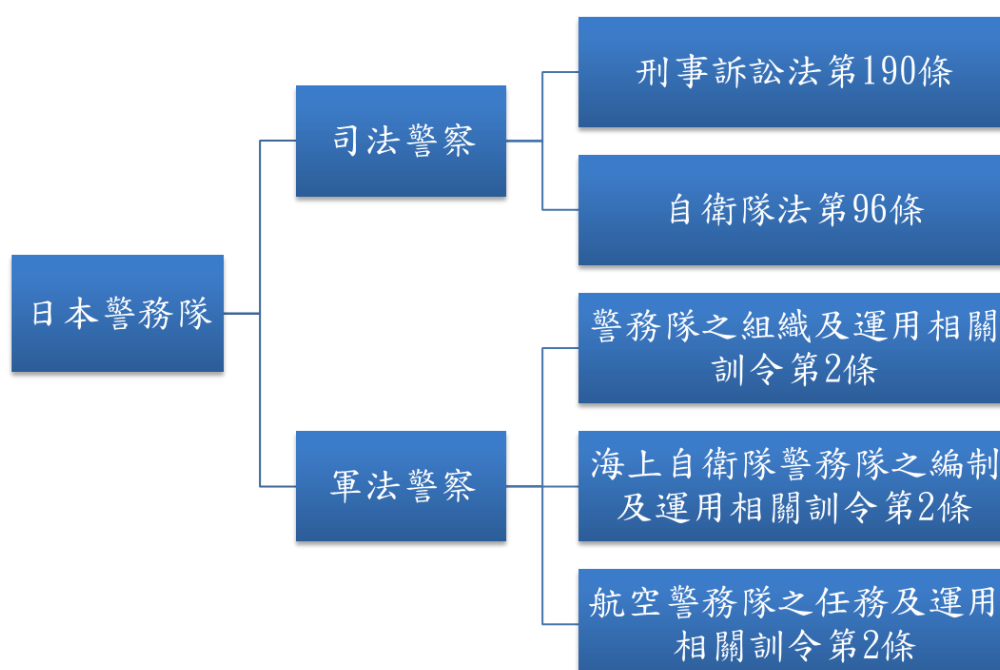 日本警務隊
司法警察
刑事訴訟法第190條
自衛隊法第96條
軍法警察
警務隊之組織及運用相關
訓令第2條
海上自衛隊警務隊之編制
及運用相關訓令第2條
航空警務隊之任務及運用
相關訓令第2條